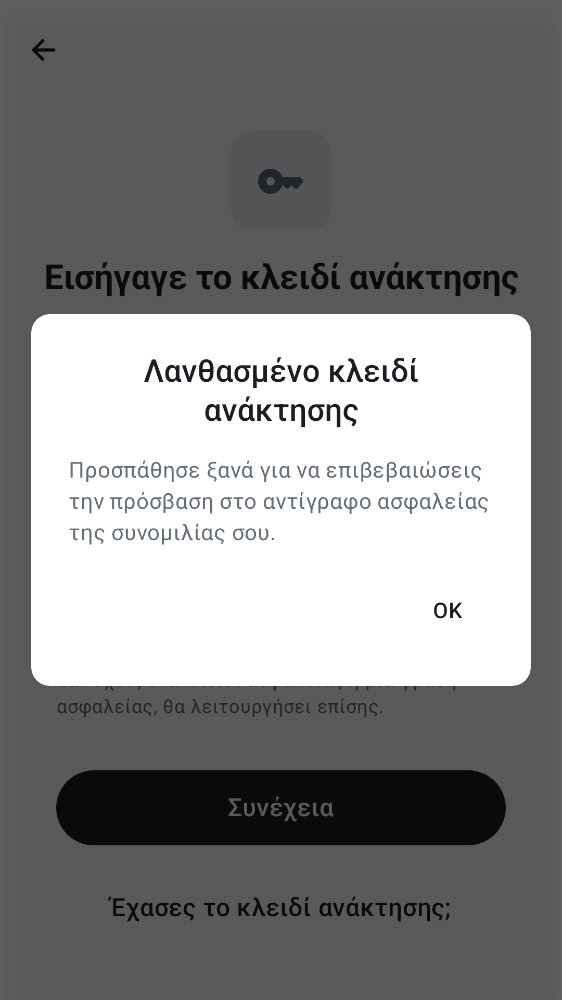 Εισήγαγε το κλειδί ανάκτησης
Λανθασμένο κλειδί
ανάκτησης
Προσπάθησε ξανά για να επιβεβαιώσεις
την πρόσβαση στο αντίγραφο ασφαλείας
της συνομιλίας σου.
OK
ασφαλείας, θα λειτουργήσει επίσης.
Συνέχεια
Έχασες το κλειδί ανάκτησης;